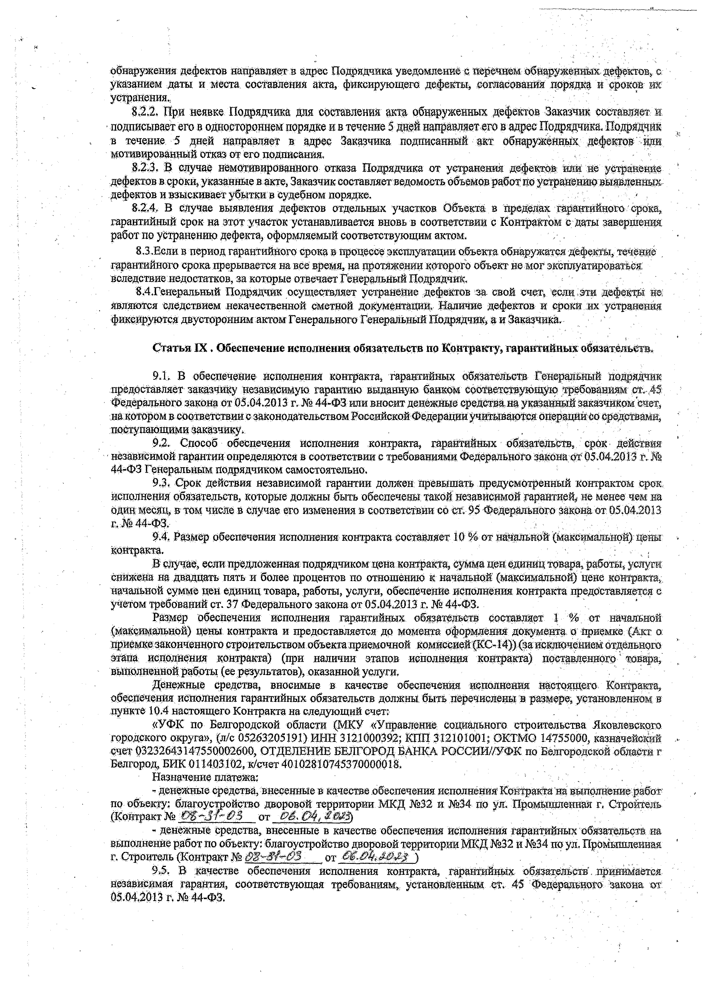 обнаружения дефектов направляет в адрес Подрядчика уведомление с перечнем обнаруженных дефектов, с
указанием даты и места составления акта, фиксирующего дефекты, согласования порядка и сроков их
устранения.
8.2.2. При неявке Подрядчика для составления акта обнаруженных дефектов Заказчик составляет и
подписывает его в одностороннем порядке и в течение 5 дней направляет его в адрес Подрядчика. Подрядчик
в течение 5 дней направляет в адрес Заказчика подписанный акт обнаруженных дефектов или
мотивированный отказ от его подписания.
8.2.3. В случае немотивированного отказа Подрядчика от устранения дефектов или не устранение
дефектов в сроки, указанные в акте, Заказчик составляет ведомость объемов работ по устранению выявленных
дефектов и взыскивает убытки в судебном порядке.
8.2.4. В случае выявления дефектов отдельных участков Объекта в пределах гарантийного срока,
гарантийный срок на этот участок устанавливается вновь в соответствии с Контрактом с даты завершения
работ по устранению дефекта, оформляемый соответствующим актом.
8.3.Если в период гарантийного срока в процессе эксплуатации объекта обнаружатся дефекты, течение
гарантийного срока прерывается на все время, на протяжении которого объект не мог эксплуатироваться
вследствие недостатков, за которые отвечает Генеральный Подрядчик.
8.4.Генеральный Подрядчик осуществляет устранение дефектов за свой счет, если эти дефекты не
являются следствием некачественной сметной документации. Наличие дефектов и сроки их устранения
фиксируются двусторонним актом Генерального Генеральный Подрядчик, а и Заказчика.
Статья IX . Обеспечение исполнения обязательств по Контракту, гарантийных обязательств.
9.1. В обеспечение исполнения контракта, гарантийных обязательств Генеральный подрядчик
предоставляет заказчику независимую гарантию выданную банком соответствующую требованиям ст. 45
Федерального закона от 05.04.2013 г. № 44-ФЗ или вносит денежные средства на указанный заказчиком счет,
на котором в соответствии с законодательством Российской Федерации учитываются операции со средствами,
поступающими заказчику.
9.2. Способ обеспечения исполнения контракта, гарантийных обязательств, срок действия
независимой гарантии определяются в соответствии с требованиями Федерального закона от 05.04.2013 г. №
44-ФЗ Генеральным подрядчиком самостоятельно.
9.3. Срок действия независимой гарантии должен превышать предусмотренный контрактом срок
исполнения обязательств, которые должны быть обеспечены такой независимой гарантией, не менее чем на
один месяц, в том числе в случае его изменения в соответствии со ст. 95 Федерального закона от 05.04.2013
г. № 44-ФЗ.
9.4. Размер обеспечения исполнения контракта составляет 10 % от начальной (максимальной) цены
контракта.
В случае, если предложенная подрядчиком цена контракта, сумма цен единиц товара, работы, услуги
снижена на двадцать пять и более процентов по отношению к начальной (максимальной) цене контракта,
начальной сумме цен единиц товара, работы, услуги, обеспечение исполнения контракта предоставляется с
учетом требований ст. 37 Федерального закона от 05.04.2013 г. № 44-ФЗ.
Размер обеспечения исполнения гарантийных обязательств составляет 1 % от начальной
(максимальной) цены контракта и предоставляется до момента оформления документа о приемке (Акт о
приемке законченного строительством объекта приемочной комиссией (КС-14)) (за исключением отдельного
этапа исполнения контракта) (при наличии этапов исполнения контракта) поставленного товара,
выполненной работы (ее результатов), оказанной услуги.
Денежные средства, вносимые в качестве обеспечения исполнения настоящего Контракта,
обеспечения исполнения гарантийных обязательств должны быть перечислены в размере, установленном в
пункте 10.4 настоящего Контракта на следующий счет:
«УФК по Белгородской области (МКУ «Управление социального строительства Яковлевского
городского округа», (л/с 05263205191) ИНН 3121000392; КПП 312101001; ОКТМО 14755000, казначейский
счет 03232643147550002600, ОТДЕЛЕНИЕ БЕЛГОРОД БАНКА РОССИИ//УФК по Белгородской области г
Белгород, БИК 011403102, к/счет 40102810745370000018.
Назначение платежа:
- денежные средства, внесенные в качестве обеспечения исполнения Контракта на выполнение работ
по объекту: благоустройство дворовой территории МКД №32 и №34 по ул. Промышленная г. Строитель
(Контракт № 08-31-03 от 06.04.2023)
- денежные средства, внесенные в качестве обеспечения исполнения гарантийных обязательств на
выполнение работ по объекту: благоустройство дворовой территории МКД №32 и №34 по ул. Промышленная
г. Строитель (Контракт № 08-31-03 от 06.04.2023 )
9.5. В качестве обеспечения исполнения контракта, гарантийных обязательств принимается
независимая гарантия, соответствующая требованиям, установленным ст. 45 Федерального закона от
05.04.2013 г. № 44-ФЗ.